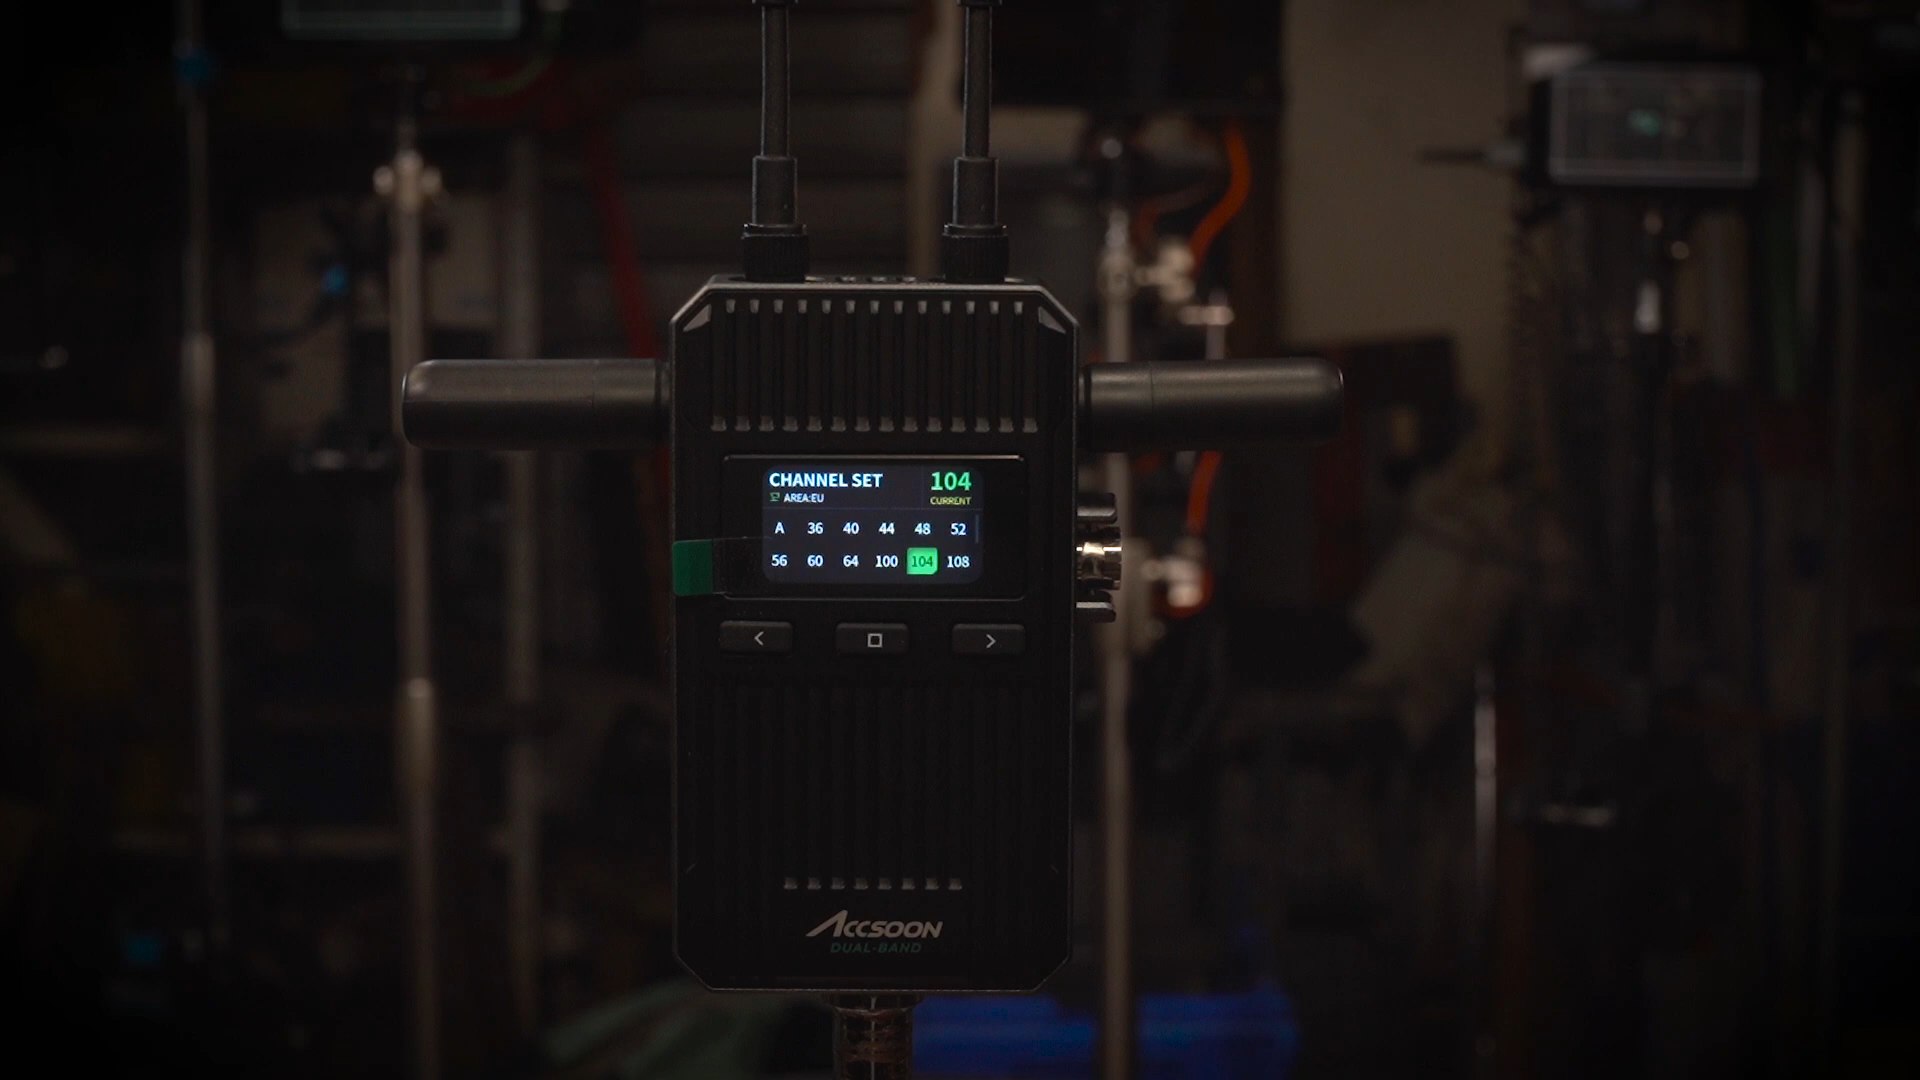 CHANNEL SET
104
AREA:EU
CURRENT
A 36 40 44 48 52
56 60 64 100 104 108
ACCSOON
DUAL-BAND